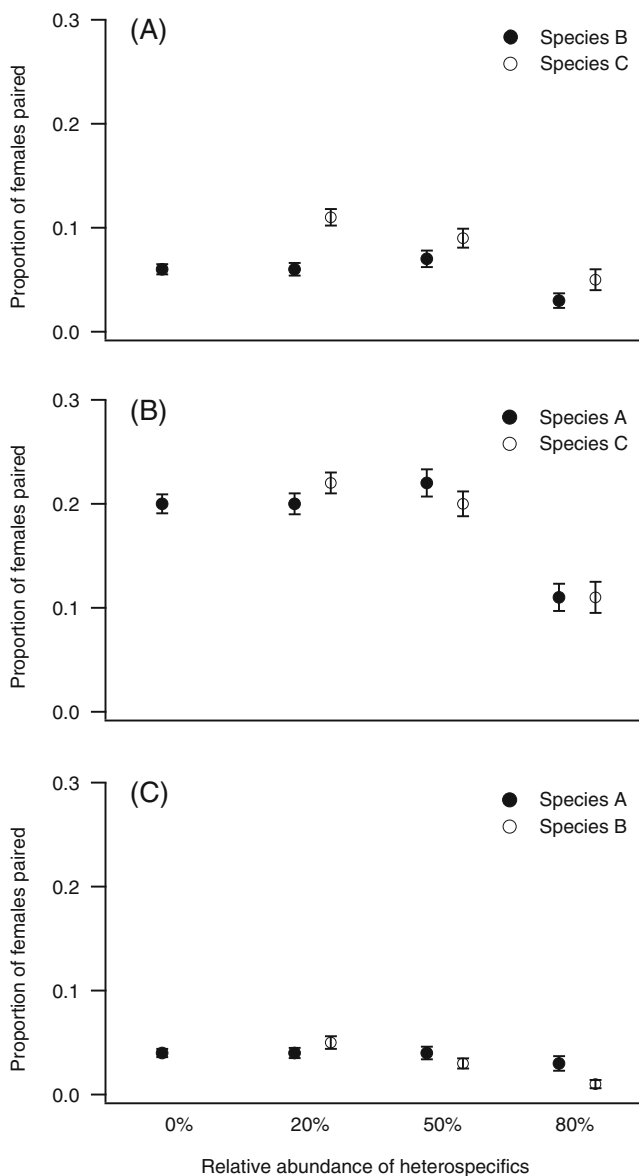 (A)
Species B
Species C
Proportion of females paired
0.3
0.2
0.1
0.0
(B)
Species A
Species C
Proportion of females paired
0.3
0.2
0.1
0.0
(C)
Species A
Species B
Proportion of females paired
0.3
0.2
0.1
0.0
0% 20% 50% 80%
Relative abundance of heterospecifics